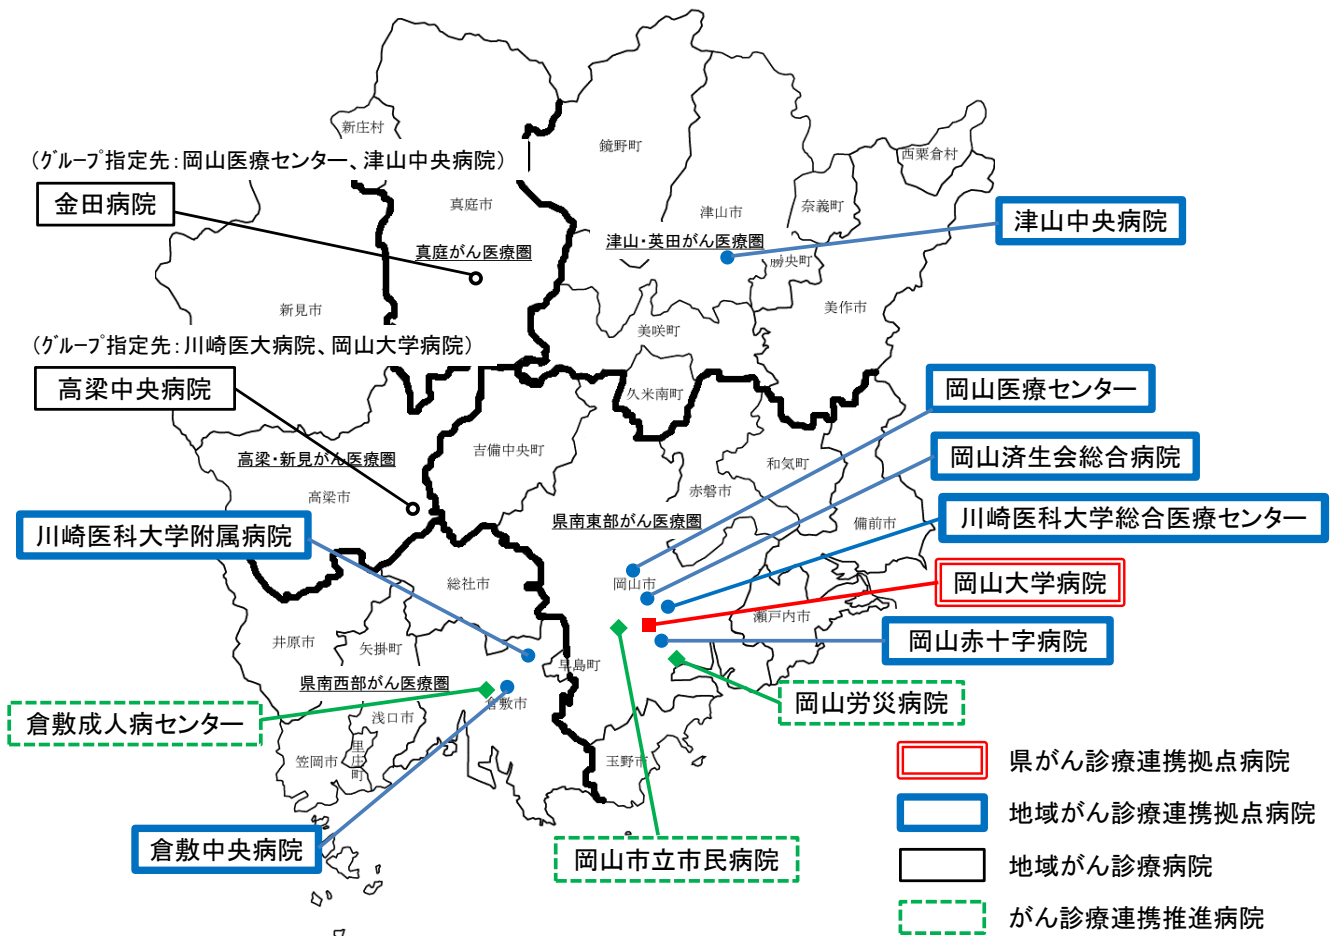 新庄村
鏡野町
西粟倉村
(グループ指定先:岡山医療センター、津山中央病院)
金田病院
真庭市
津山市
奈義町
津山中央病院
真庭がん医療圏
津山・英田がん医療圏
勝央町
新見市
美作市
美咲町
(グループ指定先:川崎医大病院、岡山大学病院)
高梁中央病院
久米南町
岡山医療センター
吉備中央町
高梁・新見がん医療圏
和気町
岡山済生会総合病院
高梁市
赤磐市
県南東部がん医療圏
備前市
川崎医科大学総合医療センター
川崎医科大学附属病院
総社市
岡山市
岡山大学病院
瀬戸内市
井原市
矢掛町
早島町
岡山赤十字病院
県南西部がん医療圏
倉敷市
岡山労災病院
倉敷成人病センター
浅口市
笠岡市
里庄町
玉野市
県がん診療連携拠点病院
地域がん診療連携拠点病院
倉敷中央病院
岡山市立市民病院
地域がん診療病院
がん診療連携推進病院